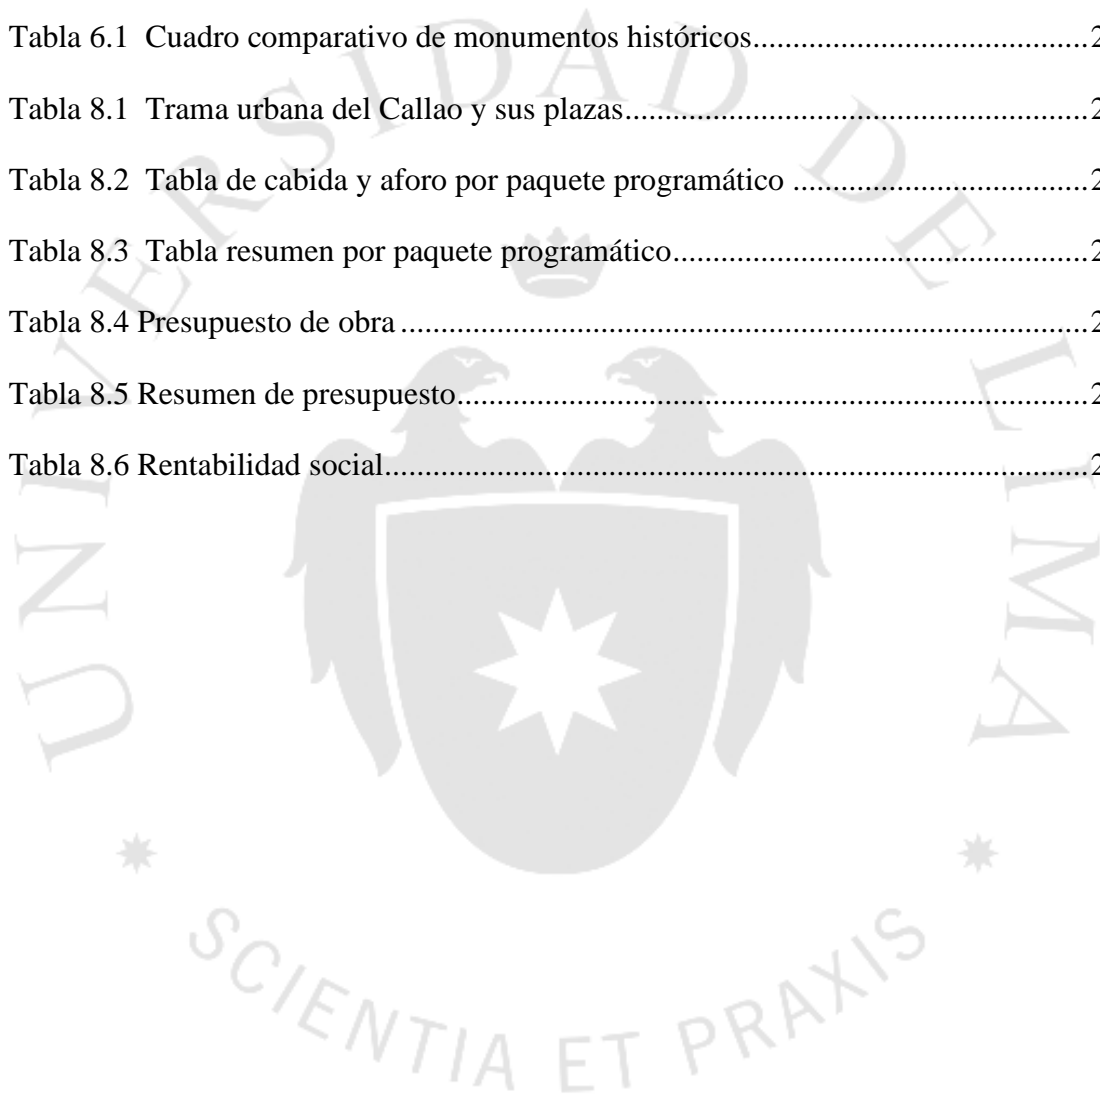 Tabla 6.1 Cuadro comparativo de monumentos históricos..........................................2
Tabla 8.1 Trama urbana del Callao y sus plazas..........................................................2
Tabla 8.2 Tabla de cabida y aforo por paquete programático .....................................2
Tabla 8.3 Tabla resumen por paquete programático....................................................2
Tabla 8.4 Presupuesto de obra ......................................................................................2
Tabla 8.5 Resumen de presupuesto...............................................................................2
Tabla 8.6 Rentabilidad social........................................................................................2
UNIVERSIDAD DE LIMA
SCIENTIA ET PRAXIS